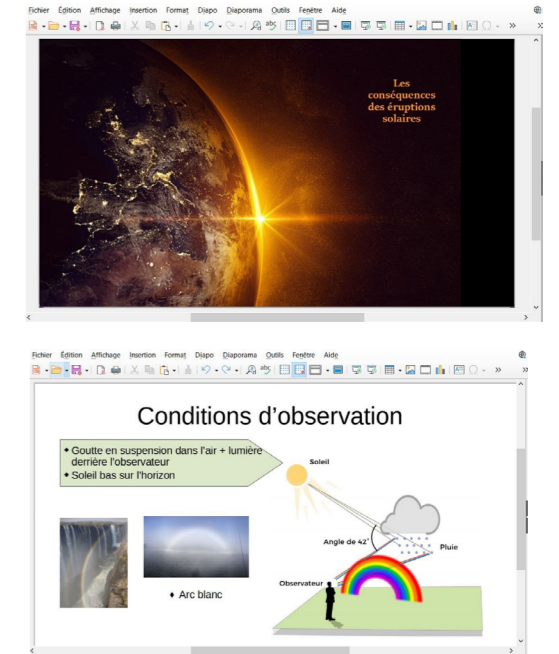 Fichier Édition Affichage Insertion Format Diapo Diaporama Outils Fenêtre Aide
Les
conséquences
des éruptions
solaires
Fichier Édition Affichage Insertion Format Diapo Diaporama Outils Fenêtre Aide
Conditions d'observation
Goutte en suspension dans l'air + lumière
derrière l'observateur
Soleil bas sur l'horizon
Soleil
Angle de 42°
Pluie
Observateur
Arc blanc